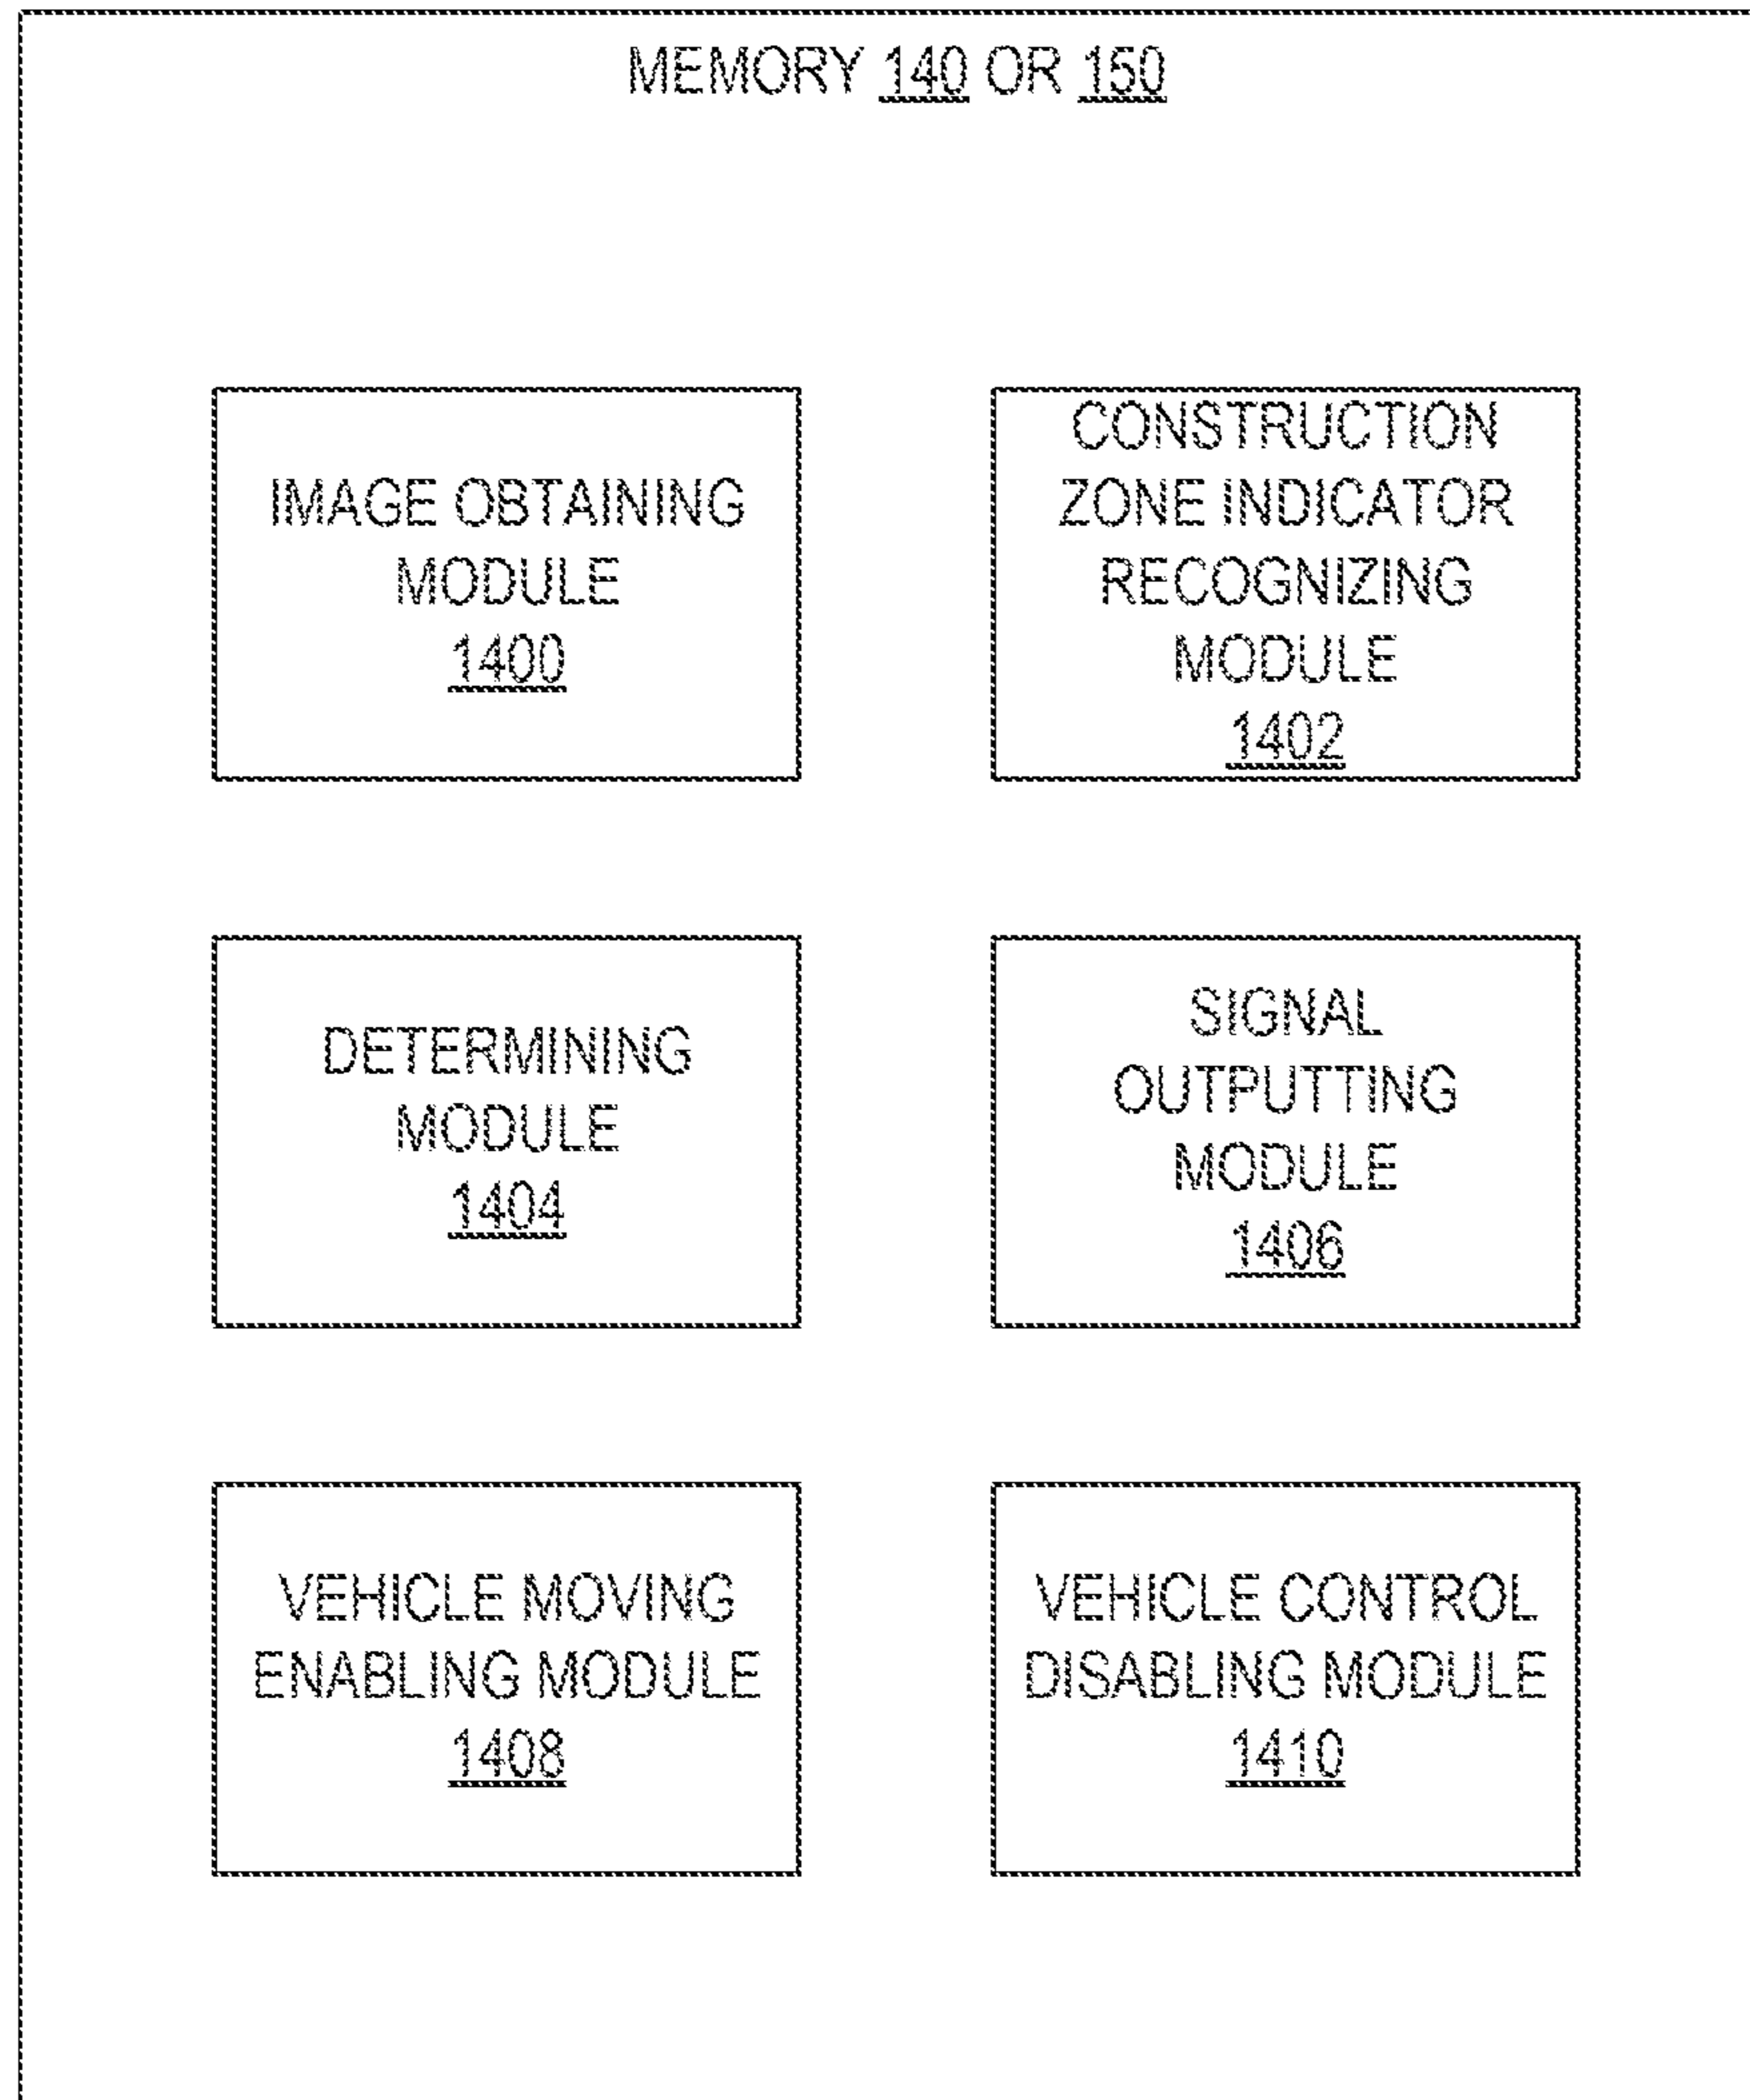 MEMORY 140 OR 150
IMAGE OBTAINING
MODULE
1400
CONSTRUCTION
ZONE INDICATOR
RECOGNIZING
MODULE
1402
DETERMINING
MODULE
1404
SIGNAL
OUTPUTTING
MODULE
1406
VEHICLE MOVING
ENABLING MODULE
1408
VEHICLE CONTROL
DISABLING MODULE
1410